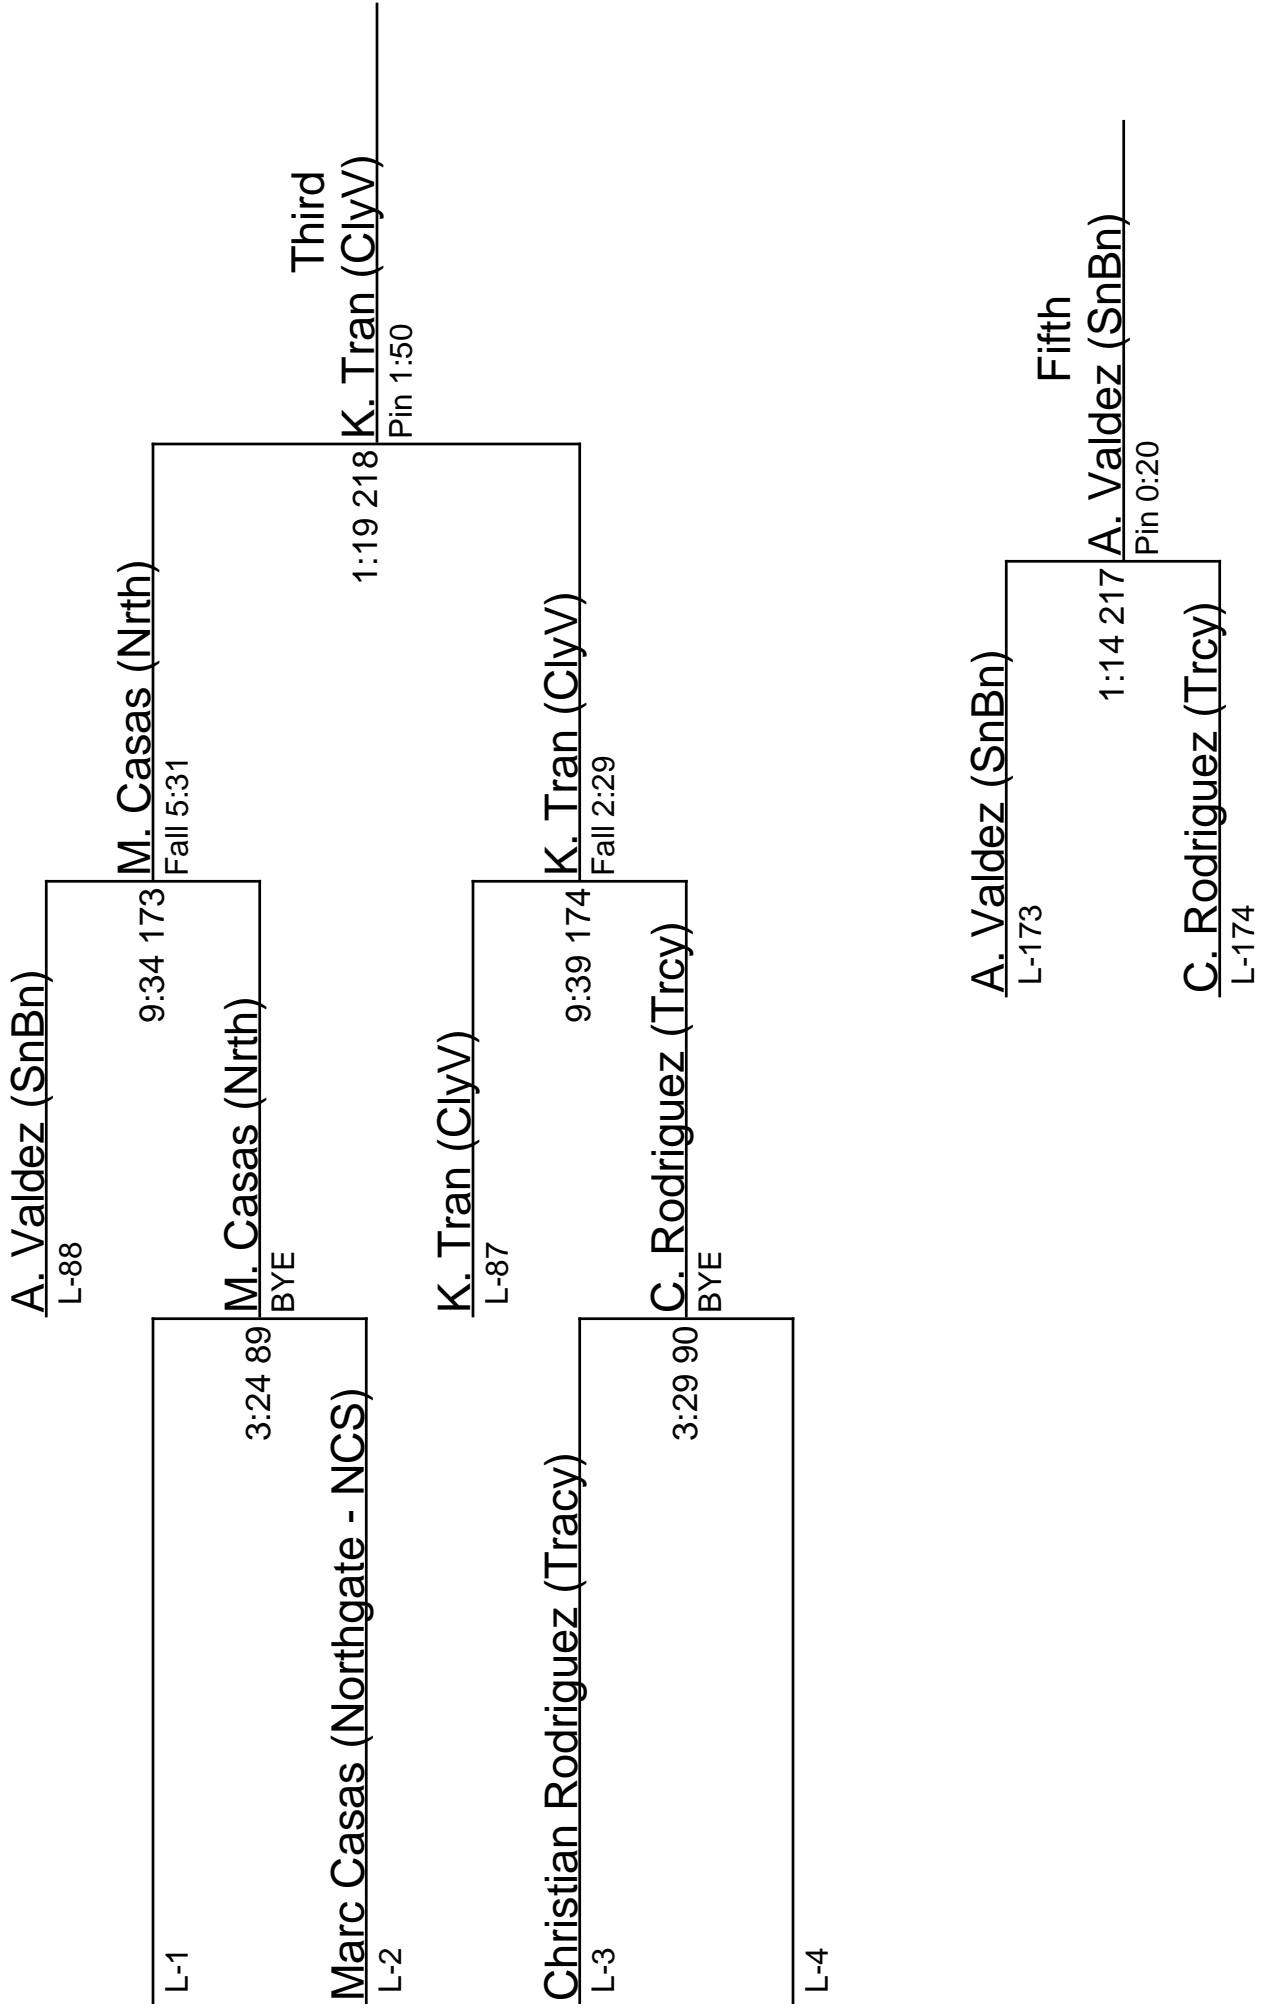 L-1
Marc Casas (Northgate - NCS)
L-2
Christian Rodriguez (Tracy)
L-3
L-4
A. Valdez (SnBn)
L-88
3:24 89
M. Casas (Nrth)
BYE
K. Tran (ClyV)
L-87
3:29 90
C. Rodriguez (Trcy)
BYE
9:34 173
M. Casas (Nrth)
Fall 5:31
9:39 174
K. Tran (ClyV)
Fall 2:29
1:19 218
Third
K. Tran (ClyV)
Pin 1:50
A. Valdez (SnBn)
L-173
C. Rodriguez (Trcy)
L-174
1:14 217
Fifth
A. Valdez (SnBn)
Pin 0:20